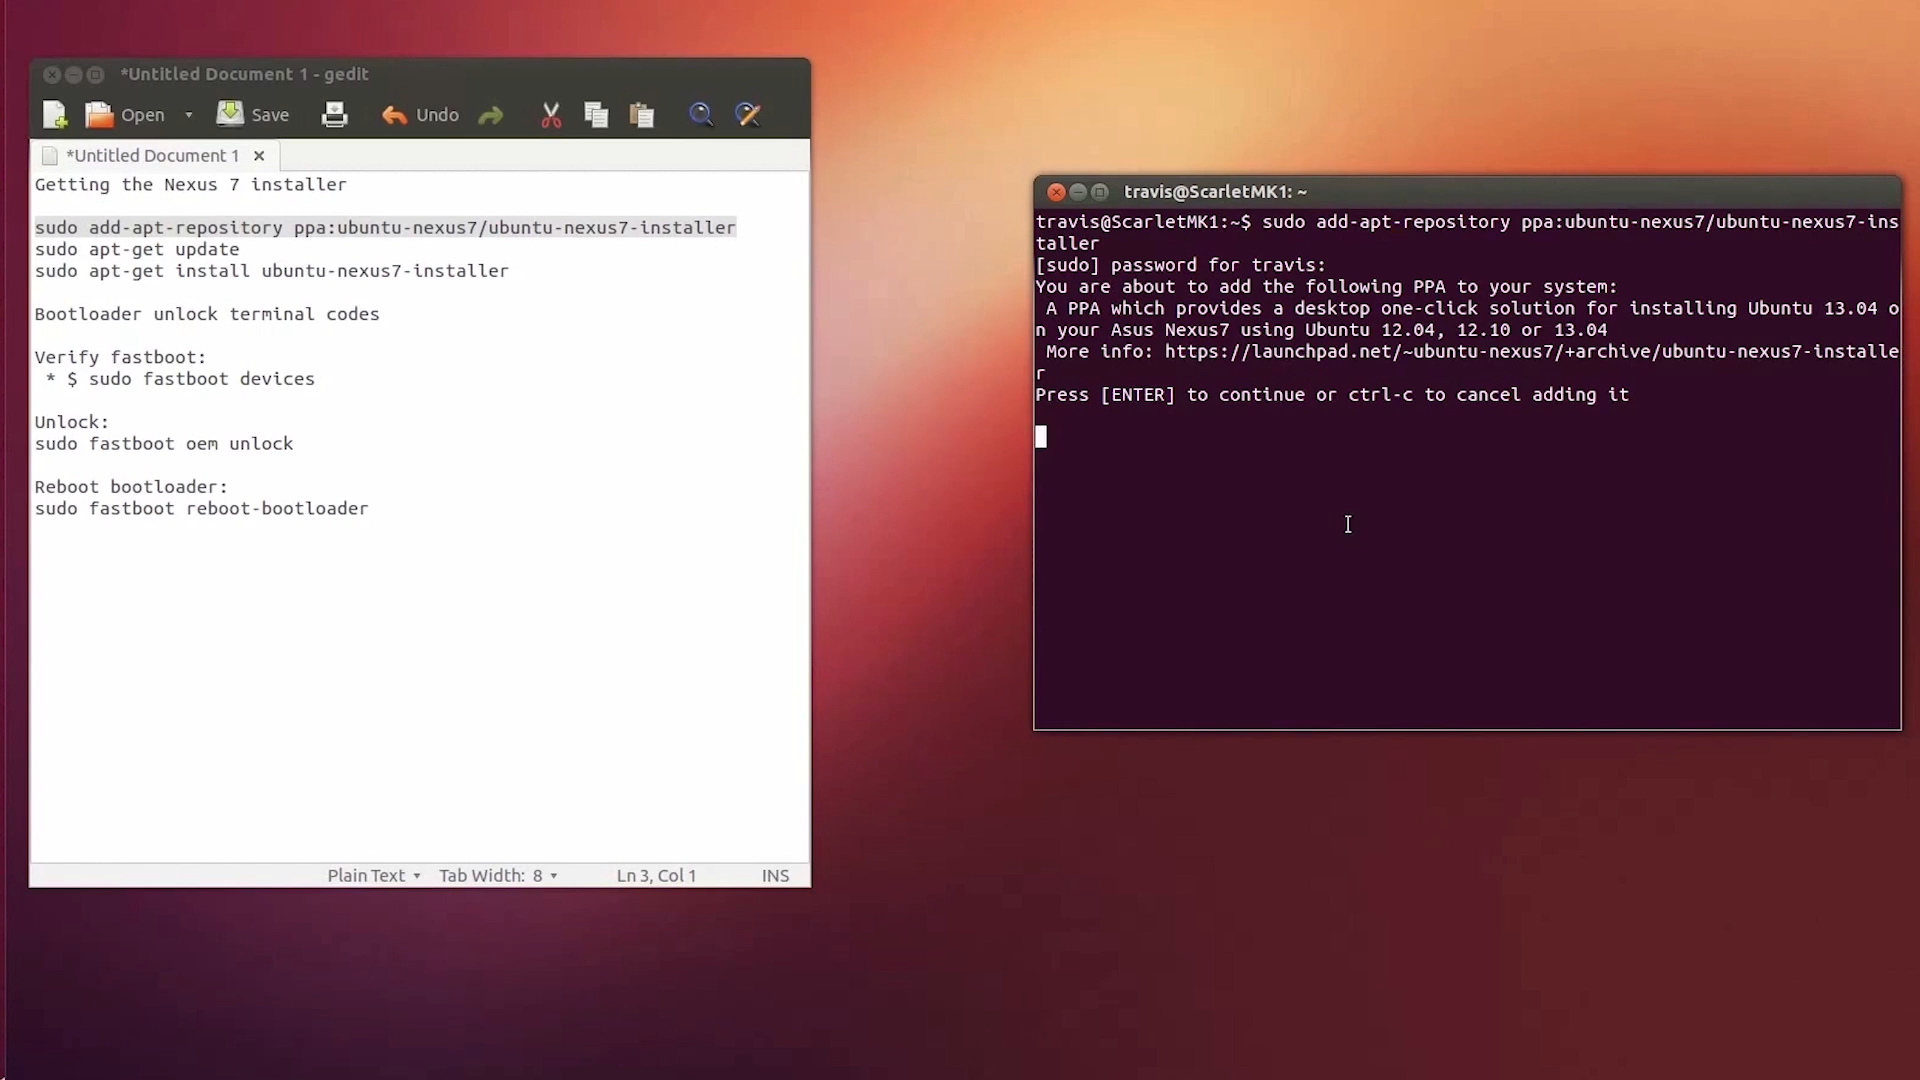 *Untitled Document 1 - gedit
Open
Save
Undo
*Untitled Document 1
Getting the Nexus 7 installer
sudo add-apt-repository ppa:ubuntu-nexus7/ubuntu-nexus7-installer
sudo apt-get update
sudo apt-get install ubuntu-nexus7-installer
Bootloader unlock terminal codes
Verify fastboot:
* $ sudo fastboot devices
Unlock:
sudo fastboot oem unlock
Reboot bootloader:
sudo fastboot reboot-bootloader
Plain Text
Tab Width: 8
Ln 3, Col 1
INS
travis@ScarletMK1: ~
travis@ScarletMK1:~$ sudo add-apt-repository ppa:ubuntu-nexus7/ubuntu-nexus7-ins
taller
[sudo] password for travis:
You are about to add the following PPA to your system:
A PPA which provides a desktop one-click solution for installing Ubuntu 13.04 o
n your Asus Nexus7 using Ubuntu 12.04, 12.10 or 13.04
More info: https://launchpad.net/~ubuntu-nexus7/+archive/ubuntu-nexus7-installe
r
Press [ENTER] to continue or ctrl-c to cancel adding it